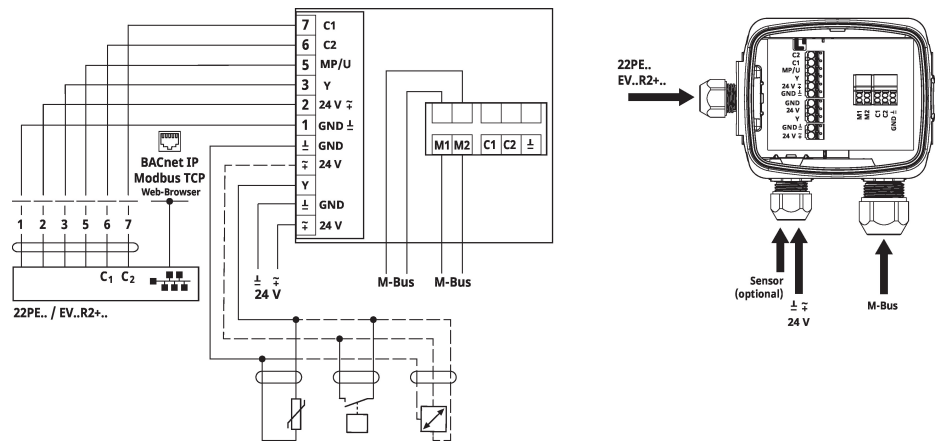 7 C1
6 C2
5 MP/U
3 Y
2 24 V ⏦
1 GND ⏊
⏊ GND
~ + 24 V
Y Y
⏊ GND
~ + 24 V
BACnet IP
Modbus TCP
Web-Browser
1 2 3 5 6 7
C1 C2
22PE.. / EV..R2+..
M1 M2 C1 C2 ⏊
⏊ ~ +
24 V
M-Bus M-Bus
22PE..
EV..R2+..
C2
C1
MP/U
Y
24 V
GND ⏊
GND
24 V
Y
GND ⏊
24 V
M1
M2
C1
C2
GND ⏊
Sensor
(optional)
⏊ ~ +
24 V
M-Bus